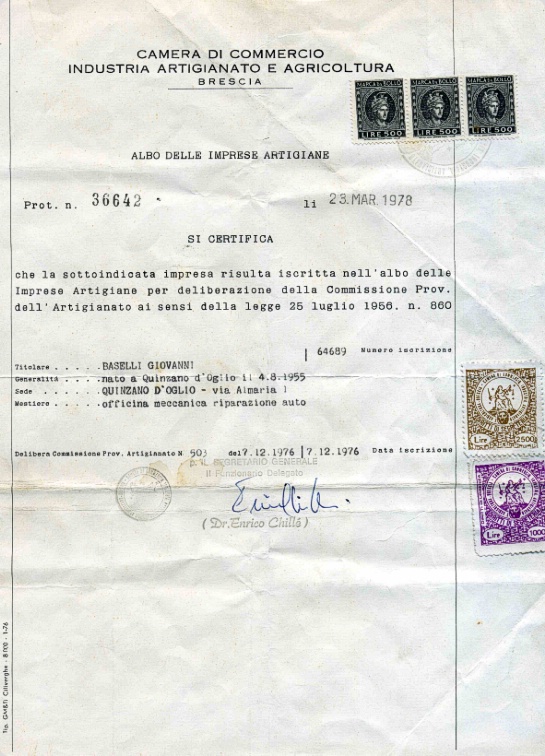 CAMERA DI COMMERCIO
INDUSTRIA ARTIGIANATO E AGRICOLTURA
BRESCIA
MARCA DA BOLLO MARCA DA BOLLO MARCA DA BOLLO
LIRE 500 LIRE 500 LIRE 500
ALBO DELLE IMPRESE ARTIGIANE
Prot. n. 36642 li 23.MAR.1978
SI CERTIFICA
che la sottoindicata impresa risulta iscritta nell'albo delle
Imprese Artigiane per deliberazione della Commissione Prov.
dell'Artigianato ai sensi della legge 25 luglio 1956. n. 860
64689 Numero iscrizione
Titolare . . . . . BASELLI GIOVANNI
Generalità . . . . nato a Quinzano d'Oglio il 4.8.1955
Sede . . . . . . QUINZANO D'OGLIO - via Almaria 1
Mestiere . . . . . officina meccanica riparazione auto
Lire 2500
Delibera Commissione Prov. Artigianato N 503 del 7.12.1976 7.12.1976 Data iscrizione
p. IL SEGRETARIO GENERALE
Il Funzionario Delegato
(Dr. Enrico Chillà)
Lire 1000